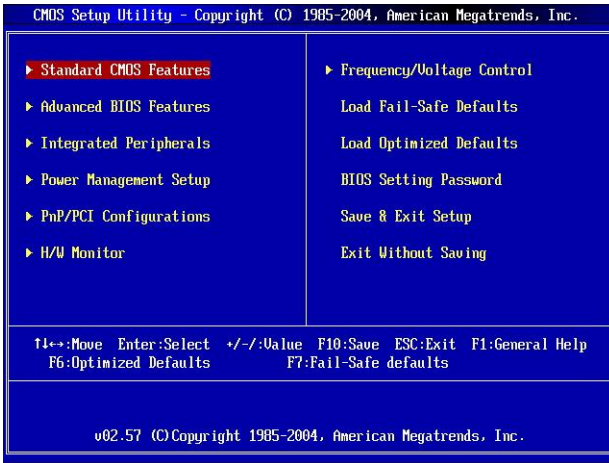 CMOS Setup Utility - Copyright (C) 1985-2004, American Megatrends, Inc.
▶ Standard CMOS Features
▶ Advanced BIOS Features
▶ Integrated Peripherals
▶ Power Management Setup
▶ PnP/PCI Configurations
▶ H/W Monitor
▶ Frequency/Voltage Control
Load Fail-Safe Defaults
Load Optimized Defaults
BIOS Setting Password
Save & Exit Setup
Exit Without Saving
↑↓←→:Move Enter:Select +/-/:Value F10:Save ESC:Exit F1:General Help
F6:Optimized Defaults F7:Fail-Safe defaults
v02.57 (C)Copyright 1985-2004, American Megatrends, Inc.